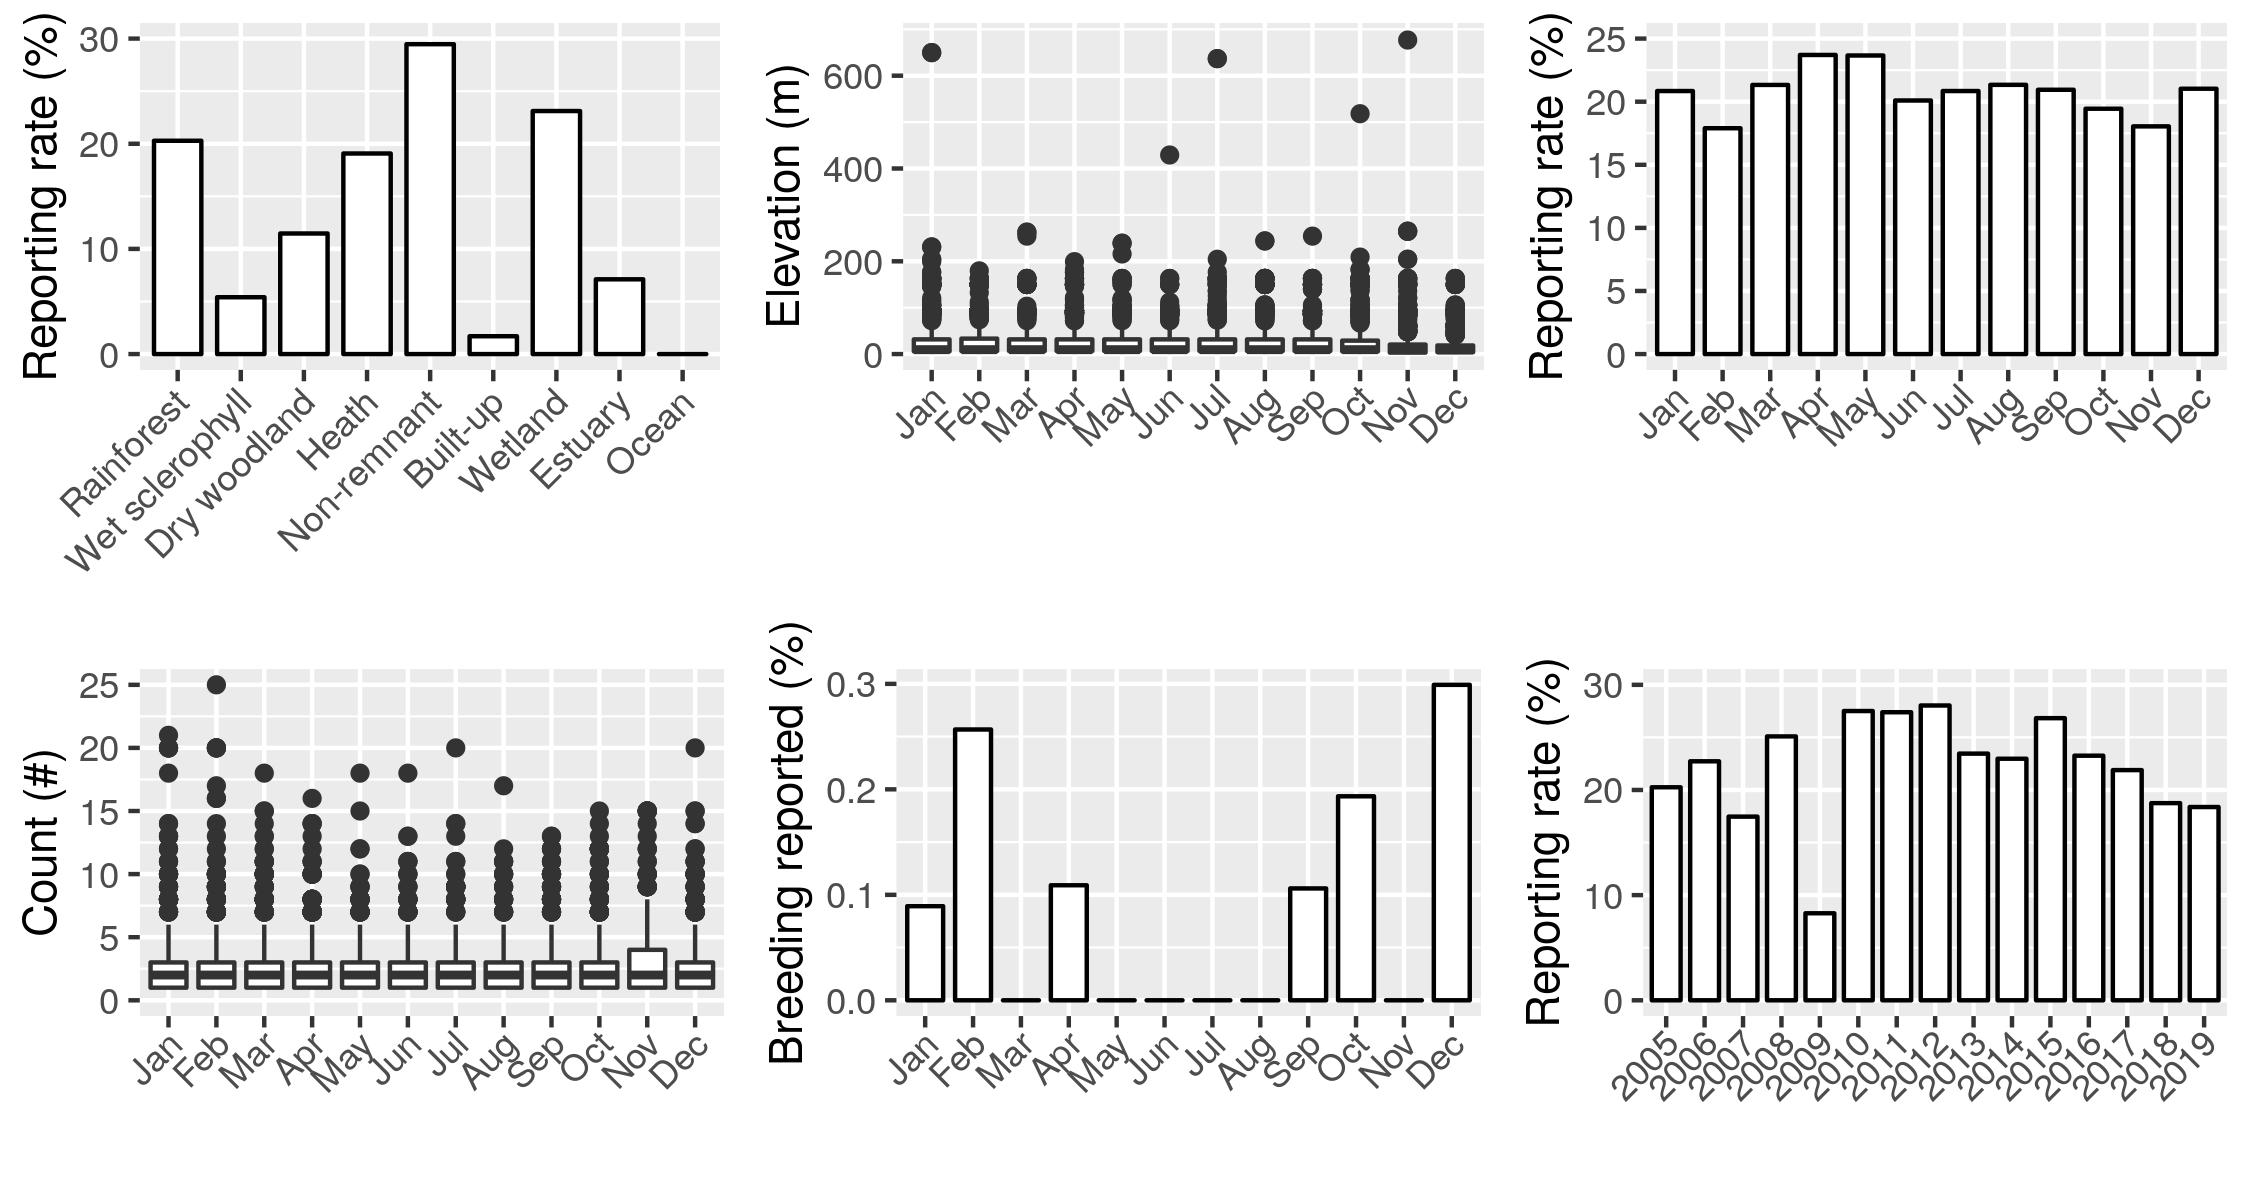 Reporting rate (%)
30
20
10
0
Rainforest
Wet sclerophyll
Dry woodland
Heath
Non-remnant
Built-up
Wetland
Estuary
Ocean
Elevation (m)
600
400
200
0
Jan
Feb
Mar
Apr
May
Jun
Jul
Aug
Sep
Oct
Nov
Dec
Reporting rate (%)
25
20
15
10
5
0
Jan
Feb
Mar
Apr
May
Jun
Jul
Aug
Sep
Oct
Nov
Dec
Count (#)
25
20
15
10
5
0
Jan
Feb
Mar
Apr
May
Jun
Jul
Aug
Sep
Oct
Nov
Dec
Breeding reported (%)
0.3
0.2
0.1
0.0
Jan
Feb
Mar
Apr
May
Jun
Jul
Aug
Sep
Oct
Nov
Dec
Reporting rate (%)
30
20
10
0
2005
2006
2007
2008
2009
2010
2011
2012
2013
2014
2015
2016
2017
2018
2019